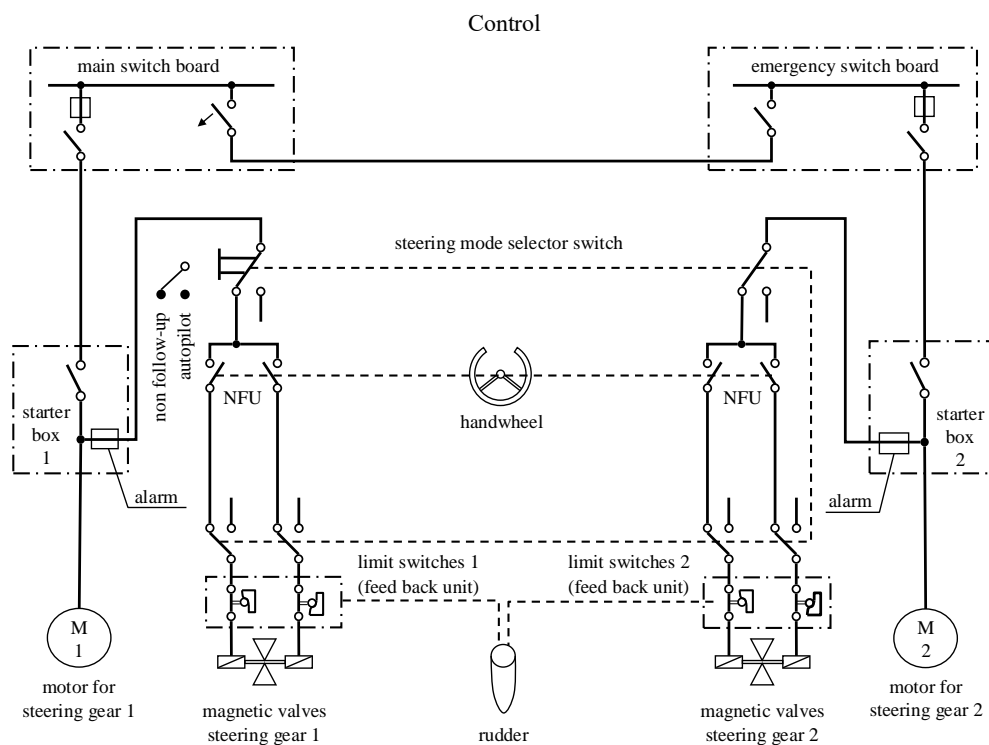 Control
main switch board
emergency switch board
steering mode selector switch
non follow-up
autopilot
NFU
handwheel
NFU
starter
box
1
starter
box
2
alarm
alarm
limit switches 1
(feed back unit)
limit switches 2
(feed back unit)
M
1
M
2
motor for
steering gear 1
magnetic valves
steering gear 1
rudder
magnetic valves
steering gear 2
motor for
steering gear 2